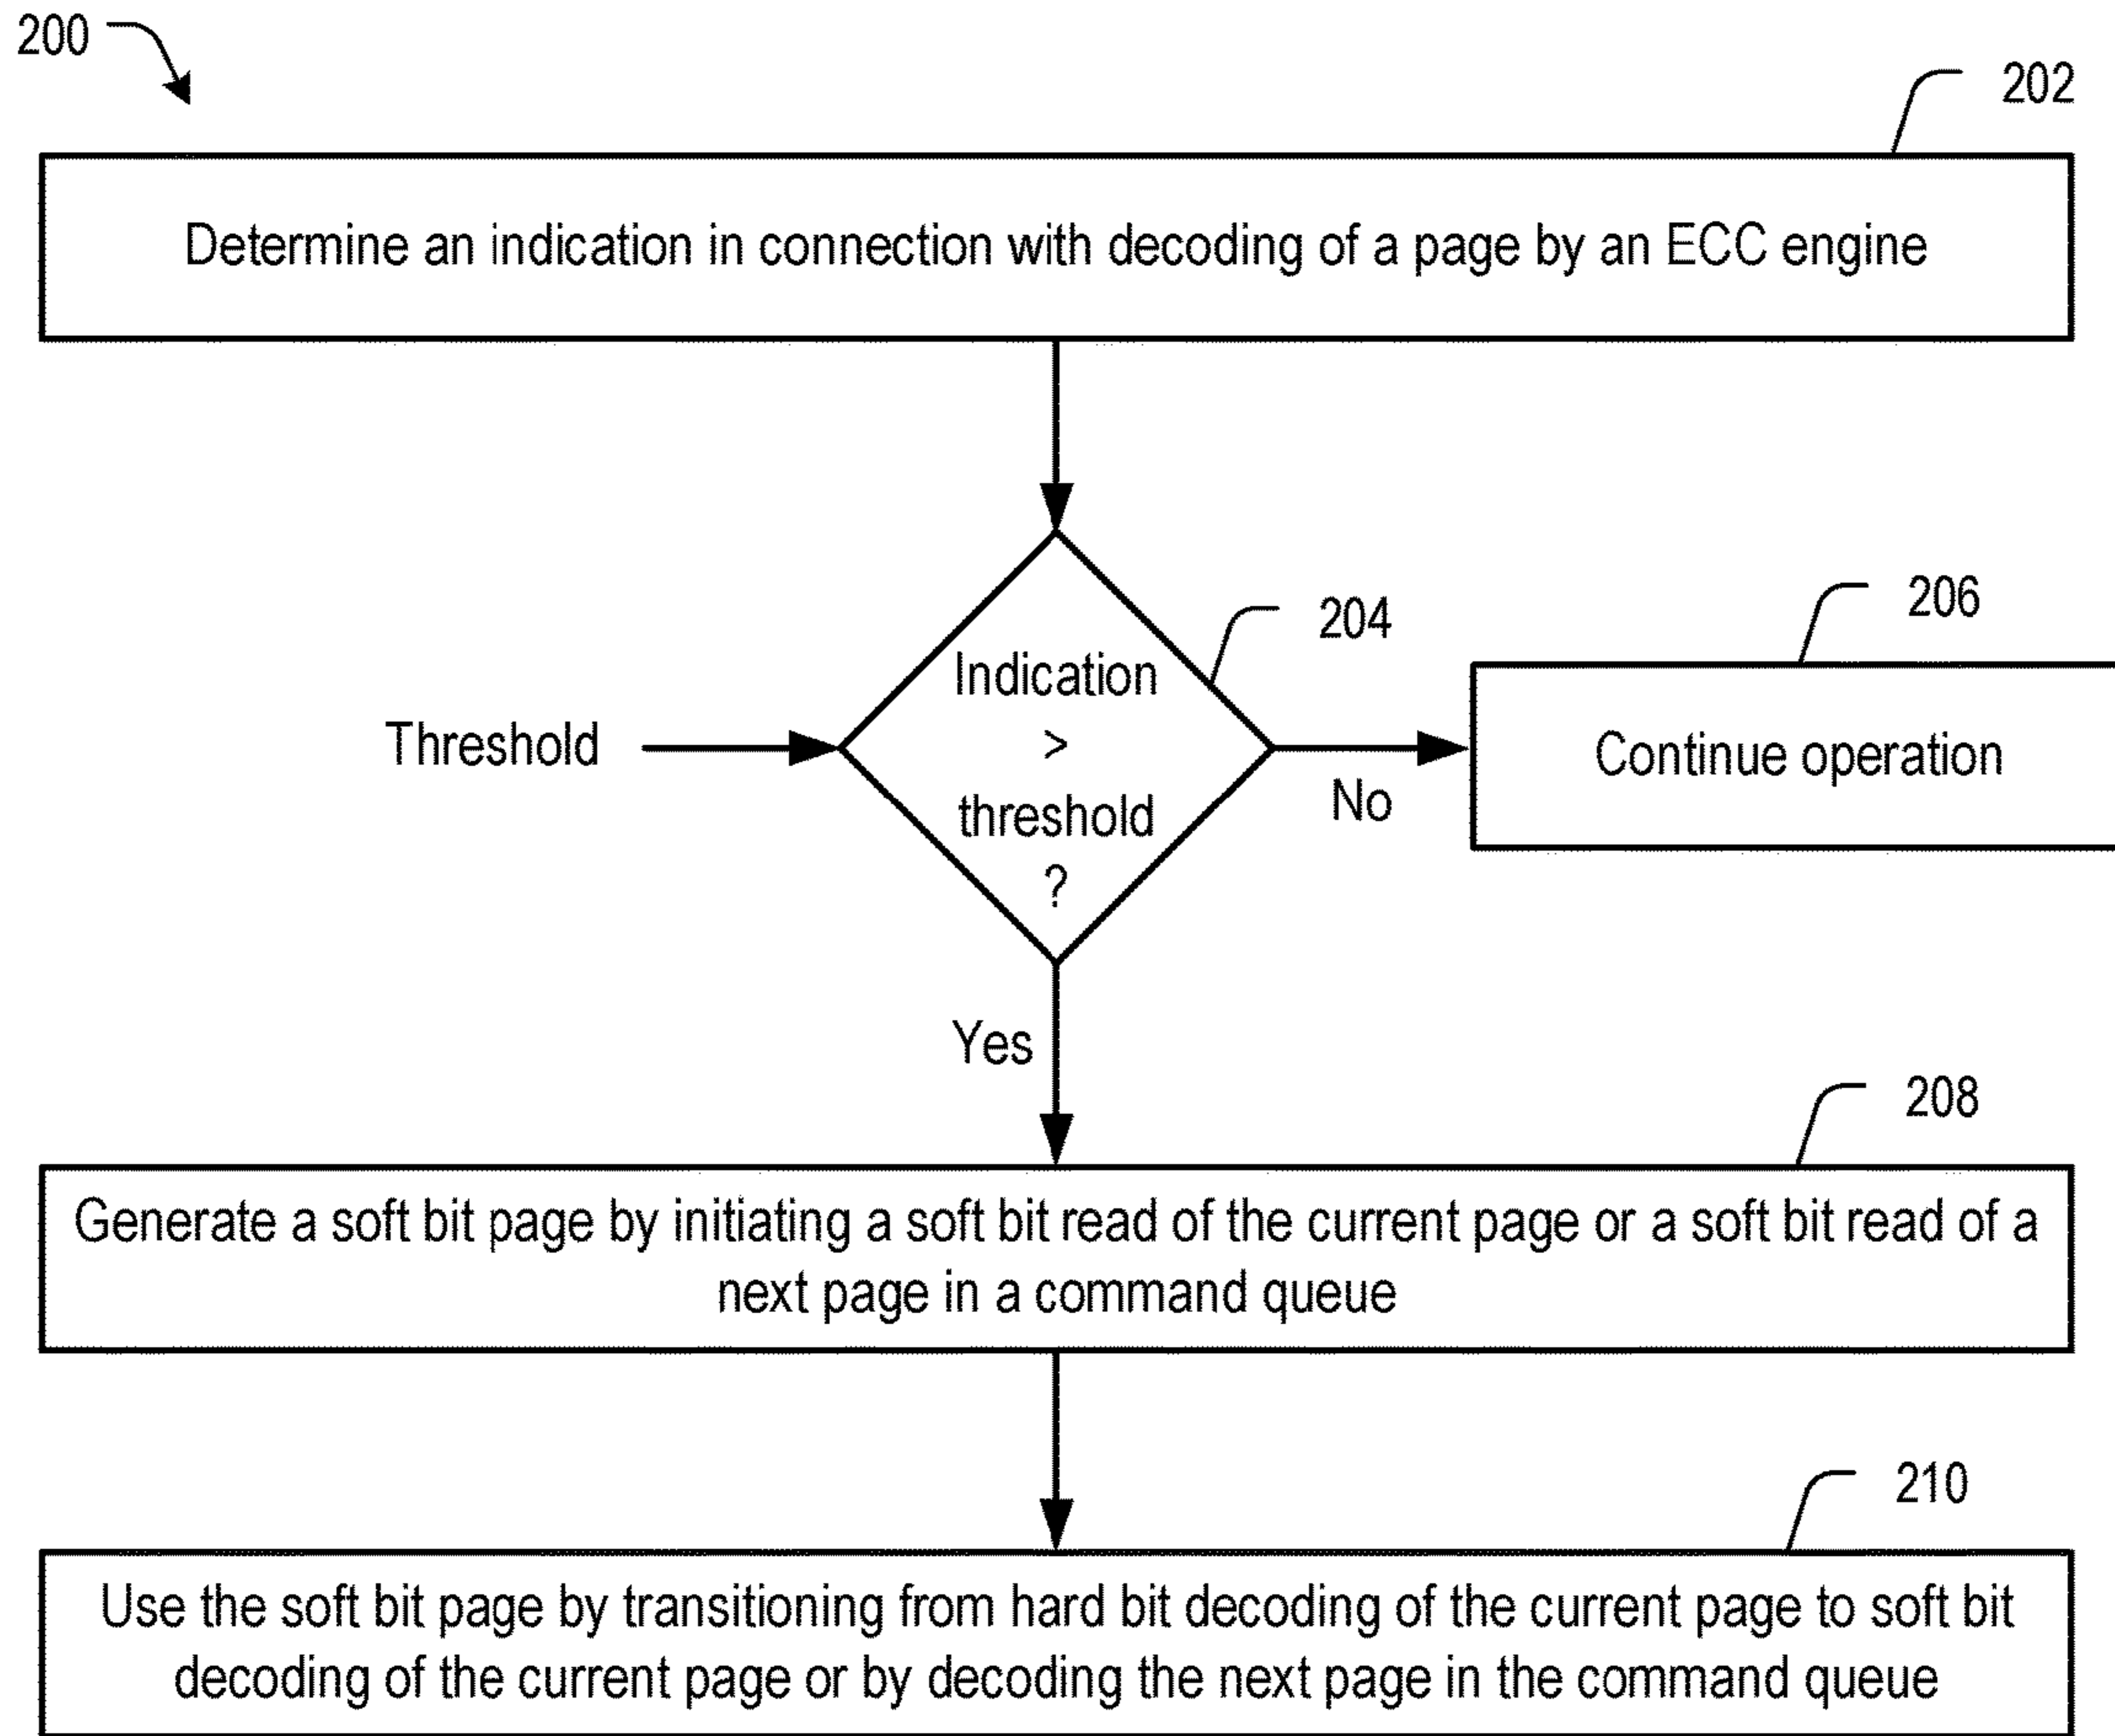 200
202
Determine an indication in connection with decoding of a page by an ECC engine
204
206
Indication
>
threshold
?
Threshold
No
Continue operation
Yes
208
Generate a soft bit page by initiating a soft bit read of the current page or a soft bit read of a
next page in a command queue
210
Use the soft bit page by transitioning from hard bit decoding of the current page to soft bit
decoding of the current page or by decoding the next page in the command queue